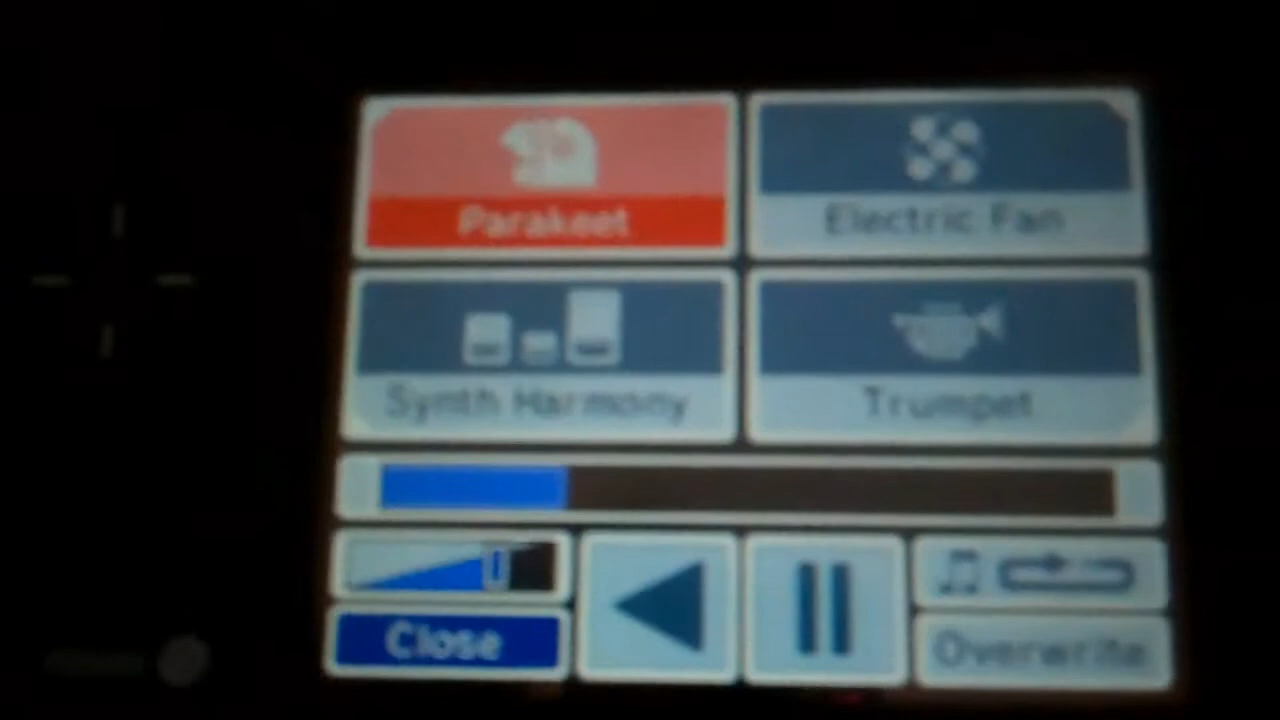 Parakeet
Electric Fan
Synth Harmony
Trumpet
Close
Overwrite